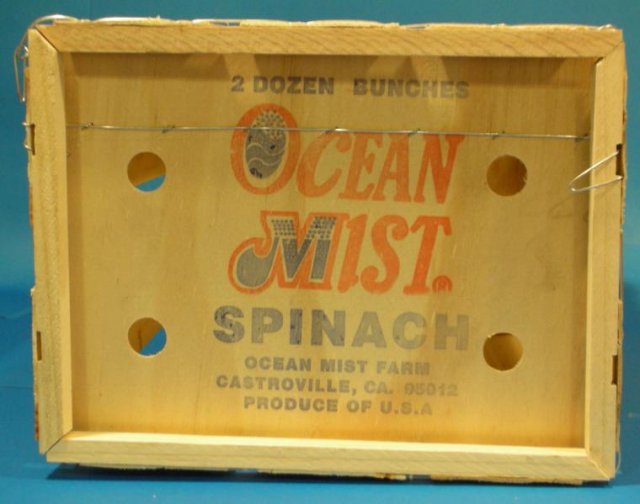 2 DOZEN BUNCHES
OCEAN
MIST®
SPINACH
OCEAN MIST FARM
CASTROVILLE, CA. 95012
PRODUCE OF U.S.A